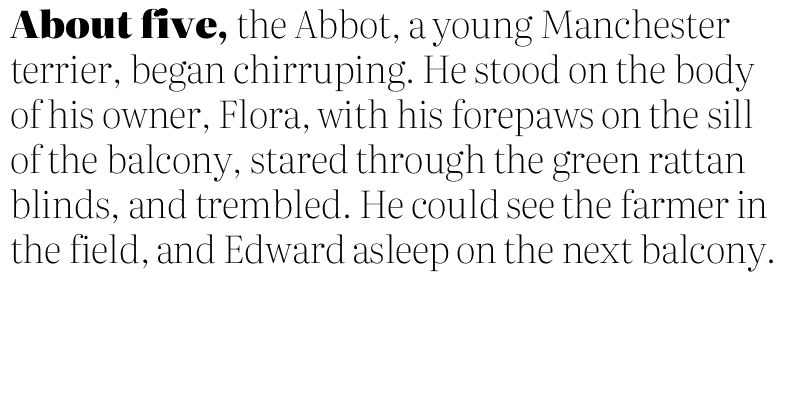 About five, the Abbot, a young Manchester
terrier, began chirruping. He stood on the body
of his owner, Flora, with his forepaws on the sill
of the balcony, stared through the green rattan
blinds, and trembled. He could see the farmer in
the field, and Edward asleep on the next balcony.